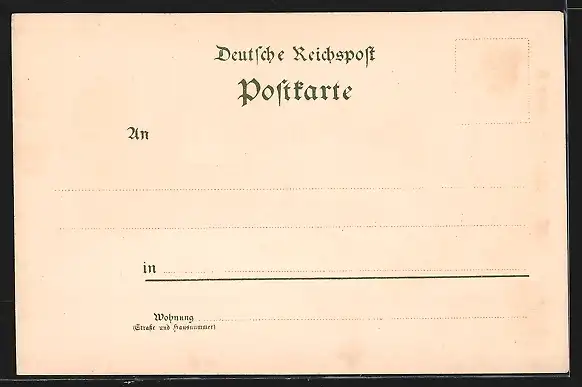 Deutsche Reichspost
Postkarte
An
in
Wohnung
(Straße und Hausnummer)